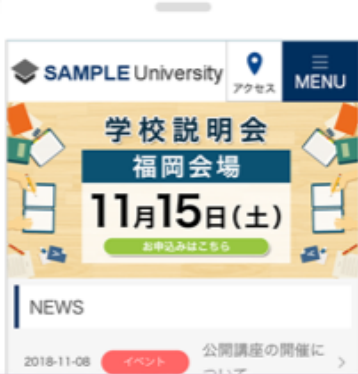 SAMPLE University
アクセス
MENU
学校説明会
福岡会場
11月15日(土)
お申込みはこちら
NEWS
2018-11-08
イベント
公開講座の開催に
ついて